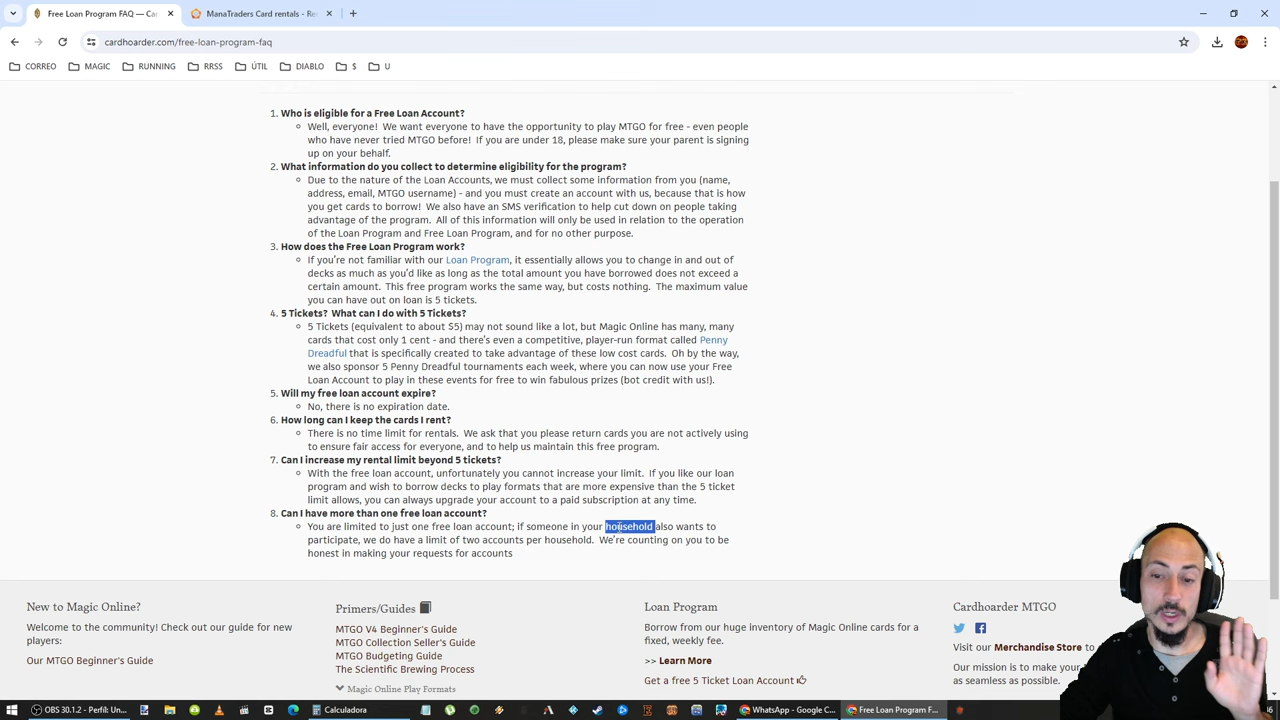 Free Loan Program FAQ — Car
ManaTraders Card rentals - Re
cardhoarder.com/free-loan-program-faq
CORREO
MAGIC
RUNNING
RRSS
ÚTIL
DIABLO
$
U
1. Who is eligible for a Free Loan Account?
Well, everyone! We want everyone to have the opportunity to play MTGO for free - even people
who have never tried MTGO before! If you are under 18, please make sure your parent is signing
up on your behalf.
2. What information do you collect to determine eligibility for the program?
Due to the nature of the Loan Accounts, we must collect some information from you (name,
address, email, MTGO username) - and you must create an account with us, because that is how
you get cards to borrow! We also have an SMS verification to help cut down on people taking
advantage of the program. All of this information will only be used in relation to the operation
of the Loan Program and Free Loan Program, and for no other purpose.
3. How does the Free Loan Program work?
If you're not familiar with our Loan Program, it essentially allows you to change in and out of
decks as much as you'd like as long as the total amount you have borrowed does not exceed a
certain amount. This free program works the same way, but costs nothing. The maximum value
you can have out on loan is 5 tickets.
4. 5 Tickets? What can I do with 5 Tickets?
5 Tickets (equivalent to about $5) may not sound like a lot, but Magic Online has many, many
cards that cost only 1 cent - and there's even a competitive, player-run format called Penny
Dreadful that is specifically created to take advantage of these low cost cards. Oh by the way,
we also sponsor 5 Penny Dreadful tournaments each week, where you can now use your Free
Loan Account to play in these events for free to win fabulous prizes (bot credit with us!).
5. Will my free loan account expire?
No, there is no expiration date.
6. How long can I keep the cards I rent?
There is no time limit for rentals. We ask that you please return cards you are not actively using
to ensure fair access for everyone, and to help us maintain this free program.
7. Can I increase my rental limit beyond 5 tickets?
With the free loan account, unfortunately you cannot increase your limit. If you like our loan
program and wish to borrow decks to play formats that are more expensive than the 5 ticket
limit allows, you can always upgrade your account to a paid subscription at any time.
8. Can I have more than one free loan account?
You are limited to just one free loan account; if someone in your household also wants to
participate, we do have a limit of two accounts per household. We're counting on you to be
honest in making your requests for accounts
New to Magic Online?
Welcome to the community! Check out our guide for new
players:
Our MTGO Beginner's Guide
Primers/Guides
MTGO V4 Beginner's Guide
MTGO Collection Seller's Guide
MTGO Budgeting Guide
The Scientific Brewing Process
Magic Online Play Formats
Loan Program
Borrow from our huge inventory of Magic Online cards for a
fixed, weekly fee.
>> Learn More
Get a free 5 Ticket Loan Account
Cardhoarder MTGO
Visit our Merchandise Store to
Our mission is to make your
as seamless as possible.
OBS 30.1.2 - Perfil: Un...
Calculadora
WhatsApp - Google C...
Free Loan Program F...